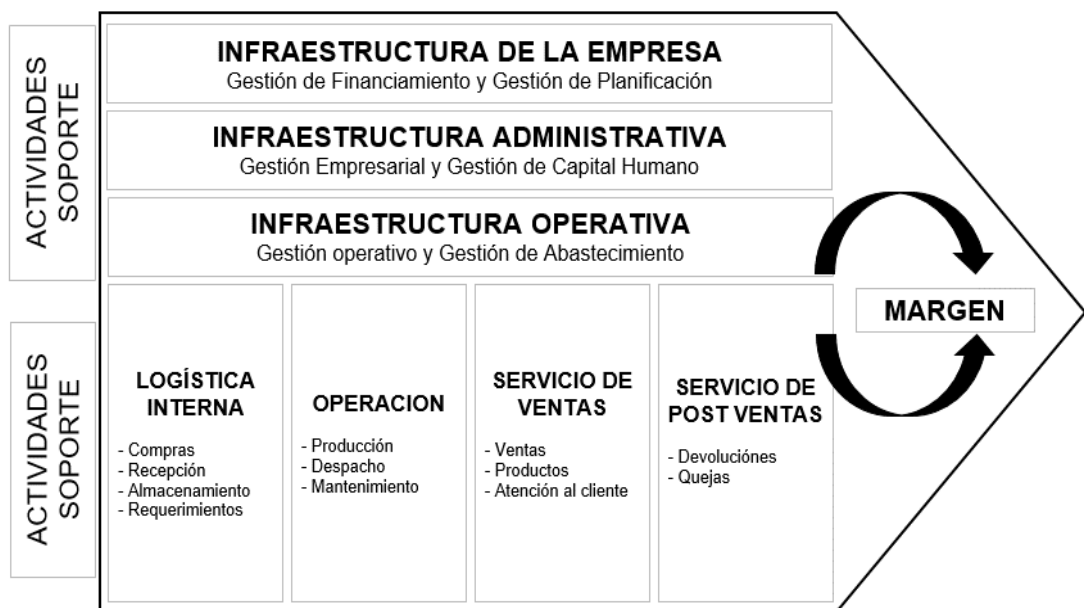 ACTIVIDADES
SOPORTE
INFRAESTRUCTURA DE LA EMPRESA
Gestión de Financiamiento y Gestión de Planificación
INFRAESTRUCTURA ADMINISTRATIVA
Gestión Empresarial y Gestión de Capital Humano
INFRAESTRUCTURA OPERATIVA
Gestión operativo y Gestión de Abastecimiento
ACTIVIDADES
SOPORTE
LOGÍSTICA
INTERNA
- Compras
- Recepción
- Almacenamiento
- Requerimientos
OPERACION
- Producción
- Despacho
- Mantenimiento
SERVICIO DE
VENTAS
- Ventas
- Productos
- Atención al cliente
SERVICIO DE
POST VENTAS
- Devoluciónes
- Quejas
MARGEN